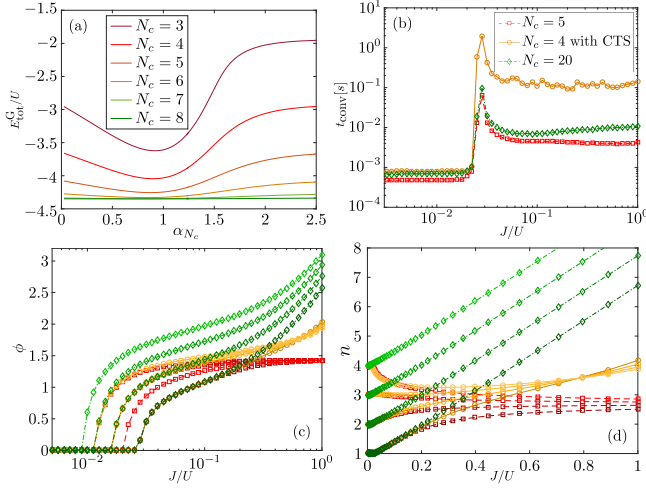 (a)
N_c = 3
N_c = 4
N_c = 5
N_c = 6
N_c = 7
N_c = 8
E^G_tot/U
−1.5
−2
−2.5
−3
−3.5
−4
−4.5
0 0.5 1 1.5 2 2.5
α_{N_c}
(b)
N_c = 5
N_c = 4 with CTS
N_c = 20
t_conv[s]
10^2
10^1
10^0
10^−1
10^−2
10^−3
10^−4
10^−2 10^−1 10^0
J/U
(c)
ϕ
3
2.5
2
1.5
1
0.5
0
10^−2 10^−1 10^0
J/U
(d)
n
8
7
6
5
4
3
2
1
0 0.2 0.4 0.6 0.8 1
J/U